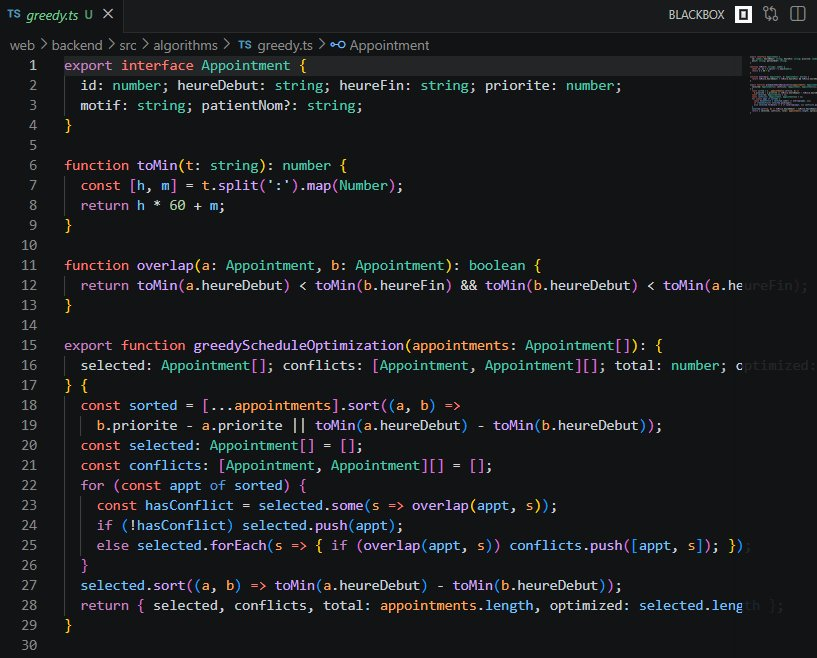 TS greedy.ts U ×
BLACKBOX
web > backend > src > algorithms > TS greedy.ts > Appointment
1 export interface Appointment {
2   id: number; heureDebut: string; heureFin: string; priorite: number;
3   motif: string; patientNom?: string;
4 }
5
6 function toMin(t: string): number {
7   const [h, m] = t.split(':').map(Number);
8   return h * 60 + m;
9 }
10
11 function overlap(a: Appointment, b: Appointment): boolean {
12   return toMin(a.heureDebut) < toMin(b.heureFin) && toMin(b.heureDebut) < toMin(a.heureFin);
13 }
14
15 export function greedyScheduleOptimization(appointments: Appointment[]): {
16   selected: Appointment[]; conflicts: [Appointment, Appointment][]; total: number; optimized:
17 } {
18   const sorted = [...appointments].sort((a, b) =>
19     b.priorite - a.priorite || toMin(a.heureDebut) - toMin(b.heureDebut));
20   const selected: Appointment[] = [];
21   const conflicts: [Appointment, Appointment][] = [];
22   for (const appt of sorted) {
23     const hasConflict = selected.some(s => overlap(appt, s));
24     if (!hasConflict) selected.push(appt);
25     else selected.forEach(s => { if (overlap(appt, s)) conflicts.push([appt, s]); });
26   }
27   selected.sort((a, b) => toMin(a.heureDebut) - toMin(b.heureDebut));
28   return { selected, conflicts, total: appointments.length, optimized: selected.length };
29 }
30